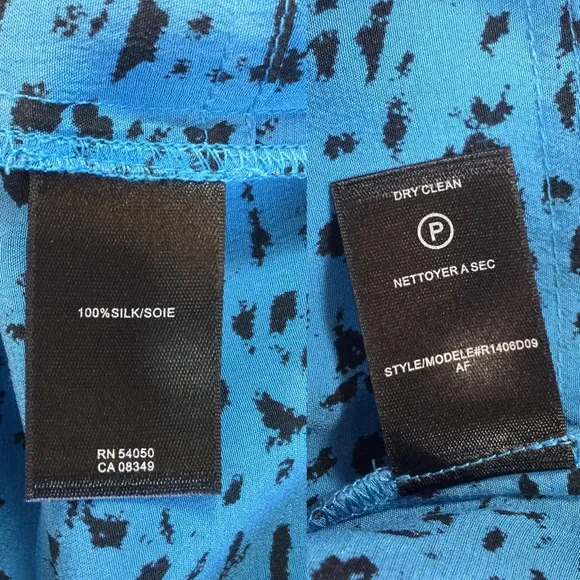 100%SILK/SOIE
RN 54050
CA 08349
DRY CLEAN
P
NETTOYER A SEC
STYLE/MODELE#R1406D09
AF